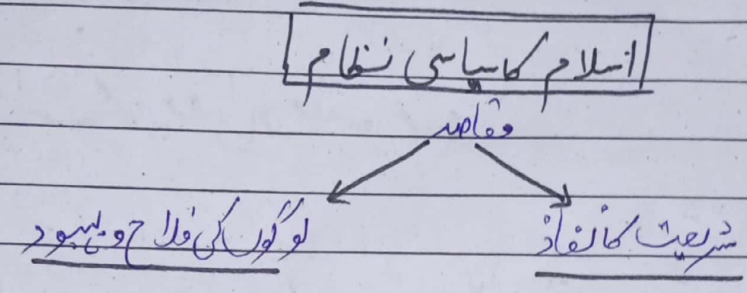 اسلام کا سیاسی نظام
مقاصد
شریعت کا نفاذ
لوگوں کی فلاح و بہبود